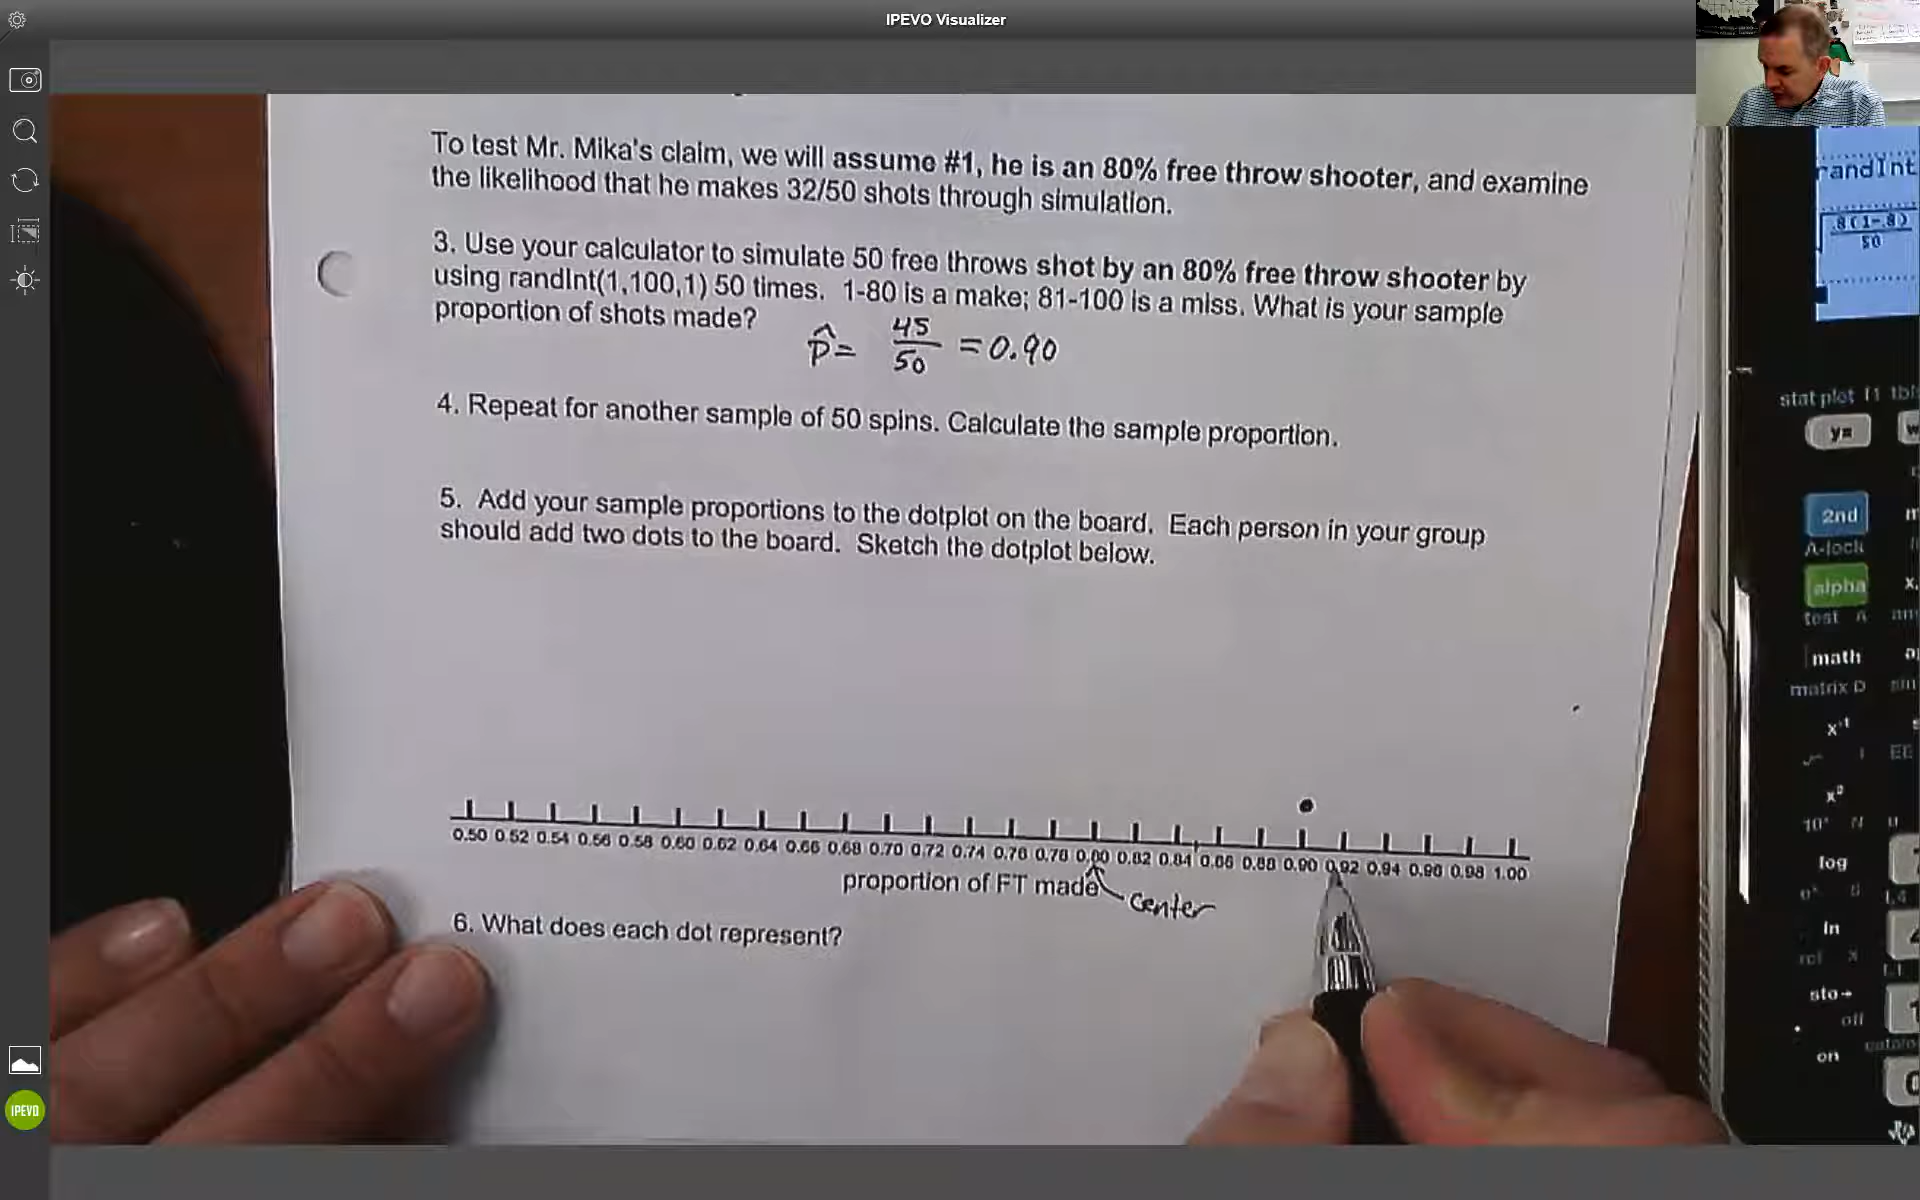 IPEVO Visualizer
To test Mr. Mika's claim, we will assume #1, he is an 80% free throw shooter, and examine
the likelihood that he makes 32/50 shots through simulation.
3. Use your calculator to simulate 50 free throws shot by an 80% free throw shooter by
using randInt(1,100,1) 50 times. 1-80 is a make; 81-100 is a miss. What is your sample
proportion of shots made?
p̂ = 45/50 = 0.90
4. Repeat for another sample of 50 spins. Calculate the sample proportion.
5. Add your sample proportions to the dotplot on the board. Each person in your group
should add two dots to the board. Sketch the dotplot below.
0.50 0.52 0.54 0.56 0.58 0.60 0.62 0.64 0.66 0.68 0.70 0.72 0.74 0.76 0.78 0.80 0.82 0.84 0.86 0.88 0.90 0.92 0.94 0.96 0.98 1.00
proportion of FT made
center
6. What does each dot represent?
randInt
.8(1-.8)
50
stat plot f1
y=
2nd
A-lock
alpha
test A
math
matrix D
x⁻¹
EE
x²
log
ln
sto→
off
on
IPEVO